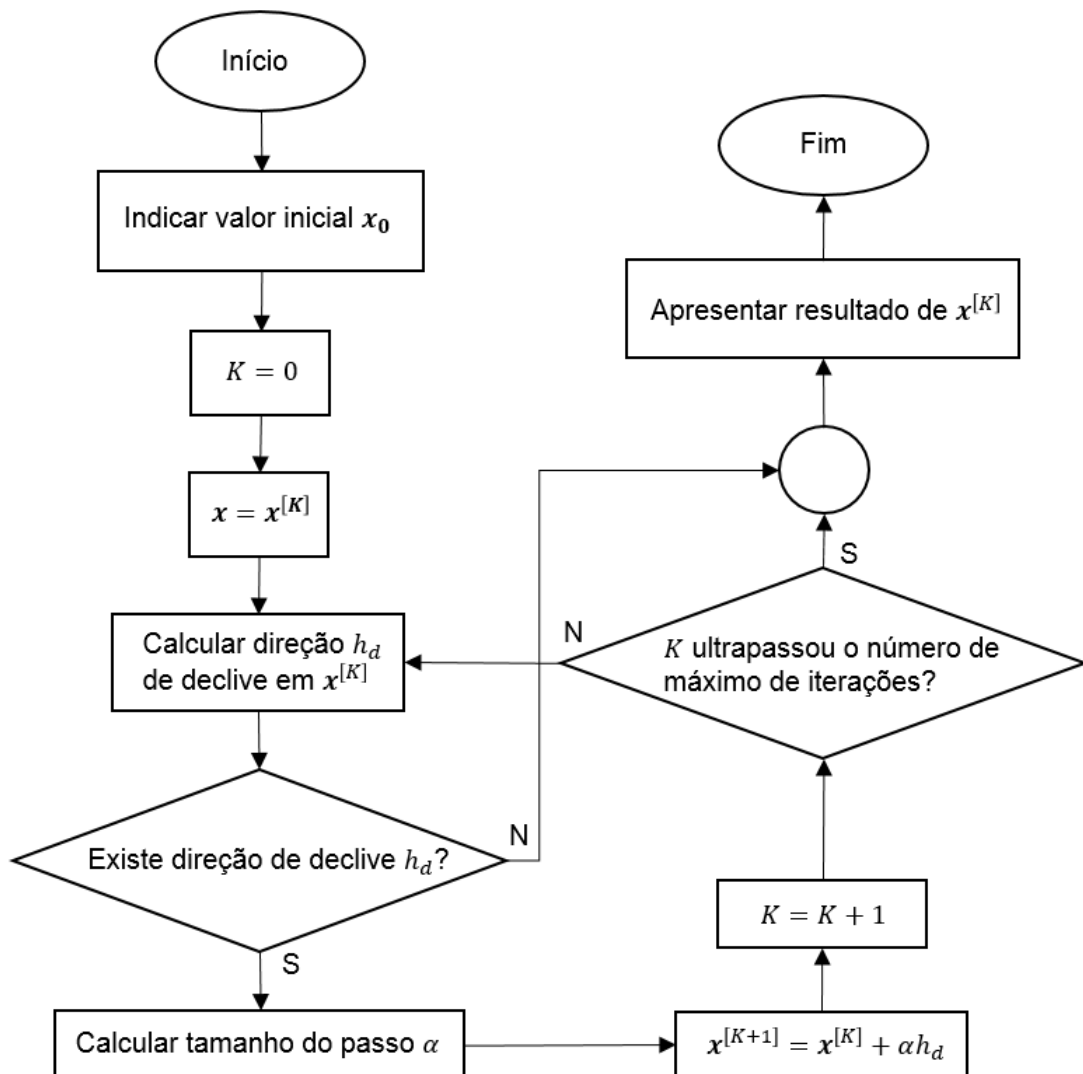 Início
Indicar valor inicial x₀
K = 0
x = x^[K]
Calcular direção h_d
de declive em x^[K]
Existe direção de declive h_d?
N
S
Calcular tamanho do passo α
x^[K+1] = x^[K] + αh_d
K = K + 1
K ultrapassou o número de
máximo de iterações?
N
S
Apresentar resultado de x^[K]
Fim